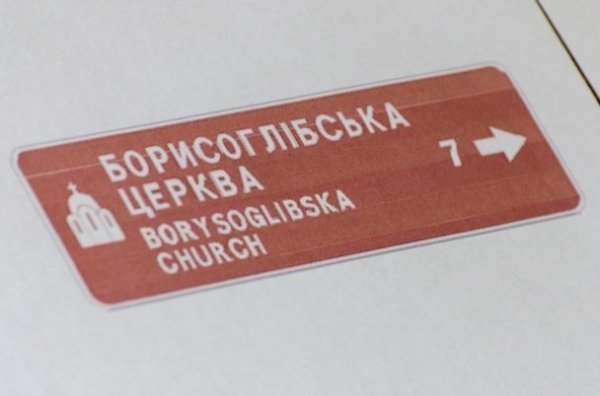 БОРИСОГЛІБСЬКА
ЦЕРКВА
BORYSOGLIBSKA
CHURCH
7